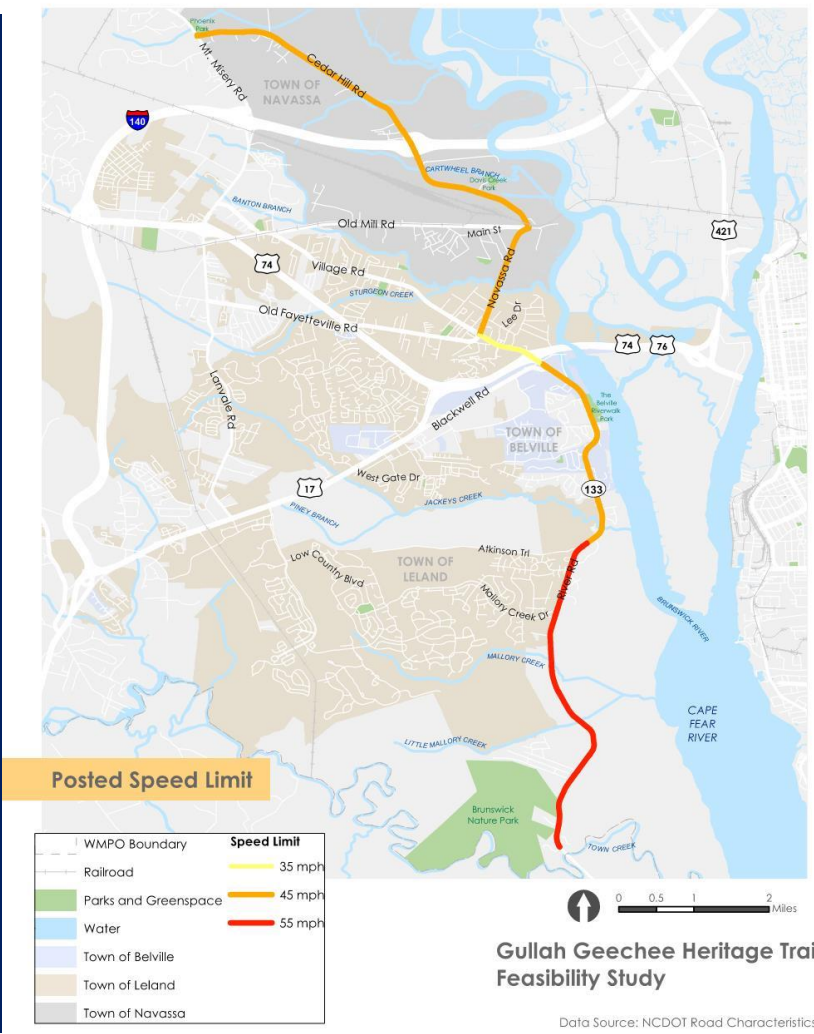 Phoenix
Park
Mt. Misery Rd
Cedar Hill Rd
TOWN OF
NAVASSA
140
CARTWHEEL BRANCH
Davis Creek
Park
BANTON BRANCH
Old Mill Rd
Main St
421
74
Village Rd
Navassa Rd
STURGEON CREEK
Lee Dr
Old Fayetteville Rd
74
76
Lanvale Rd
Blackwell Rd
The
Belville
Riverwalk
Park
TOWN OF
BELVILLE
West Gate Dr
17
133
JACKEYS CREEK
PINEY BRANCH
Atkinson Trl
Low Country Blvd
TOWN OF
LELAND
River Rd
Mallory Creek Dr
BRUNSWICK RIVER
MALLORY CREEK
CAPE
FEAR
RIVER
LITTLE MALLORY CREEK
Posted Speed Limit
Brunswick
Nature Park
TOWN CREEK
WMPO Boundary
Railroad
Parks and Greenspace
Water
Town of Belville
Town of Leland
Town of Navassa
Speed Limit
35 mph
45 mph
55 mph
0 0.5 1 2
Miles
Gullah Geechee Heritage Trai
Feasibility Study
Data Source: NCDOT Road Characteristics